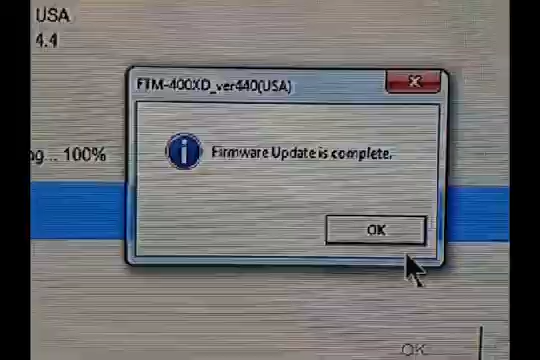 USA
4.4
FTM-400XD_ver440(USA)
Firmware Update is complete.
100%
OK
OK